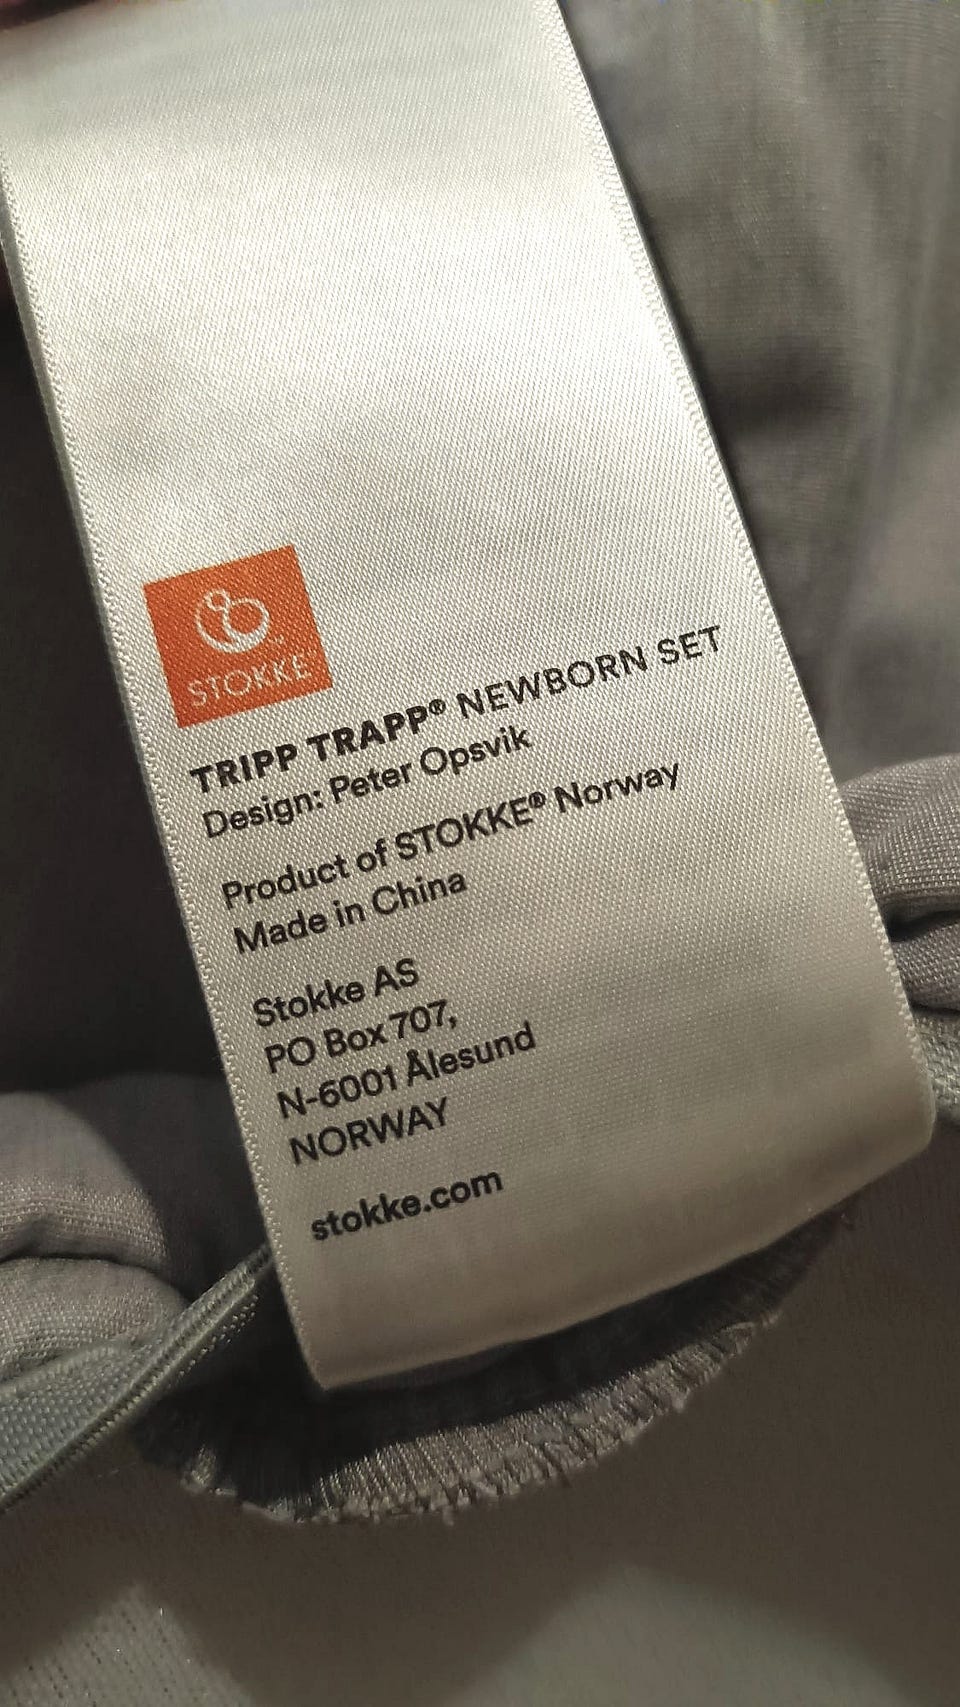 STOKKE
TRIPP TRAPP® NEWBORN SET
Design: Peter Opsvik
Product of STOKKE® Norway
Made in China
Stokke AS
PO Box 707,
N-6001 Ålesund
NORWAY
stokke.com